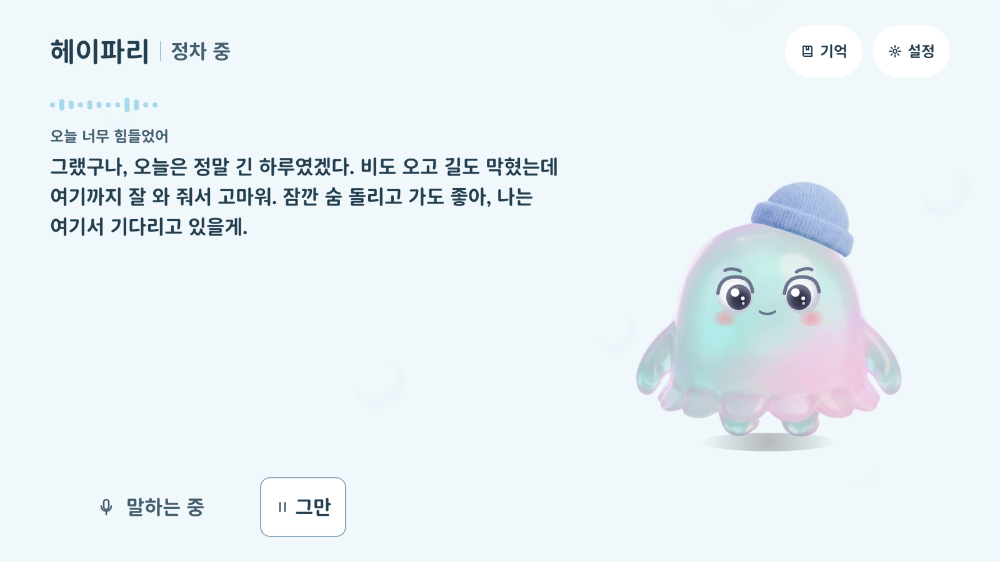 헤이파리 정차 중
기억
설정
오늘 너무 힘들었어
그랬구나, 오늘은 정말 긴 하루였겠다. 비도 오고 길도 막혔는데
여기까지 잘 와 줘서 고마워. 잠깐 숨 돌리고 가도 좋아, 나는
여기서 기다리고 있을게.
말하는 중
그만